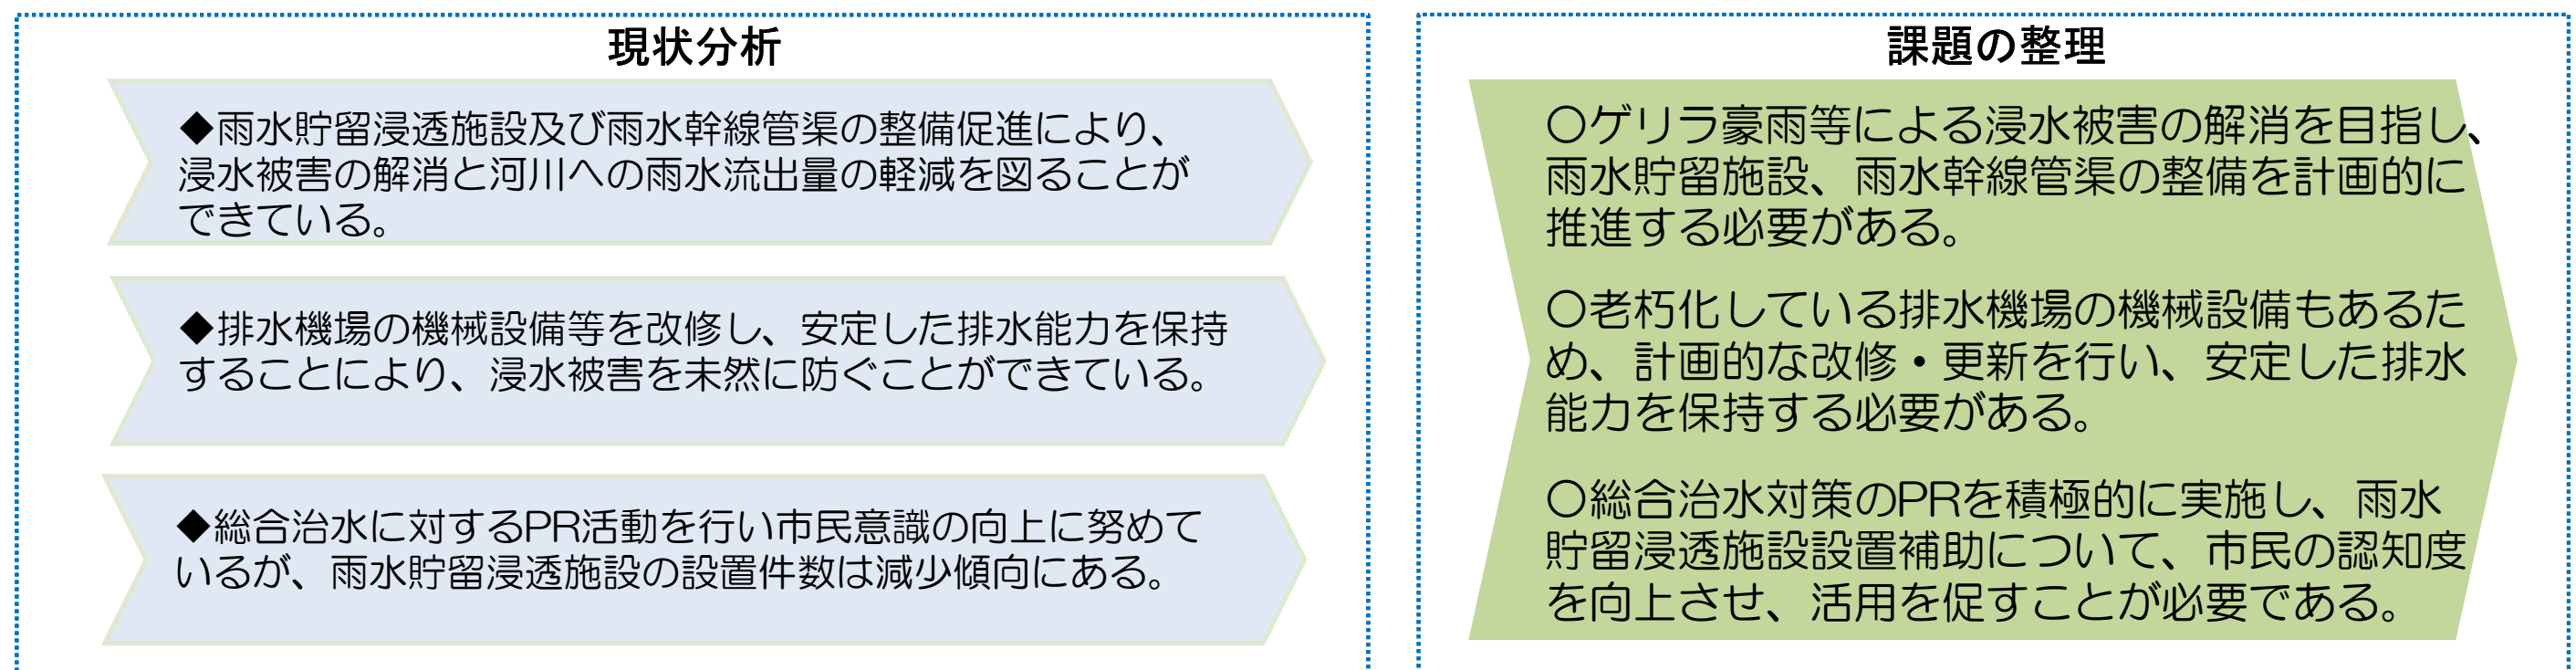 現状分析
◆雨水貯留浸透施設及び雨水幹線管渠の整備促進により、
浸水被害の解消と河川への雨水流出量の軽減を図ることが
できている。
◆排水機場の機械設備等を改修し、安定した排水能力を保持
することにより、浸水被害を未然に防ぐことができている。
◆総合治水に対するPR活動を行い市民意識の向上に努めて
いるが、雨水貯留浸透施設の設置件数は減少傾向にある。
課題の整理
〇ゲリラ豪雨等による浸水被害の解消を目指し、
雨水貯留施設、雨水幹線管渠の整備を計画的に
推進する必要がある。
〇老朽化している排水機場の機械設備もあるた
め、計画的な改修・更新を行い、安定した排水
能力を保持する必要がある。
〇総合治水対策のPRを積極的に実施し、雨水
貯留浸透施設設置補助について、市民の認知度
を向上させ、活用を促すことが必要である。